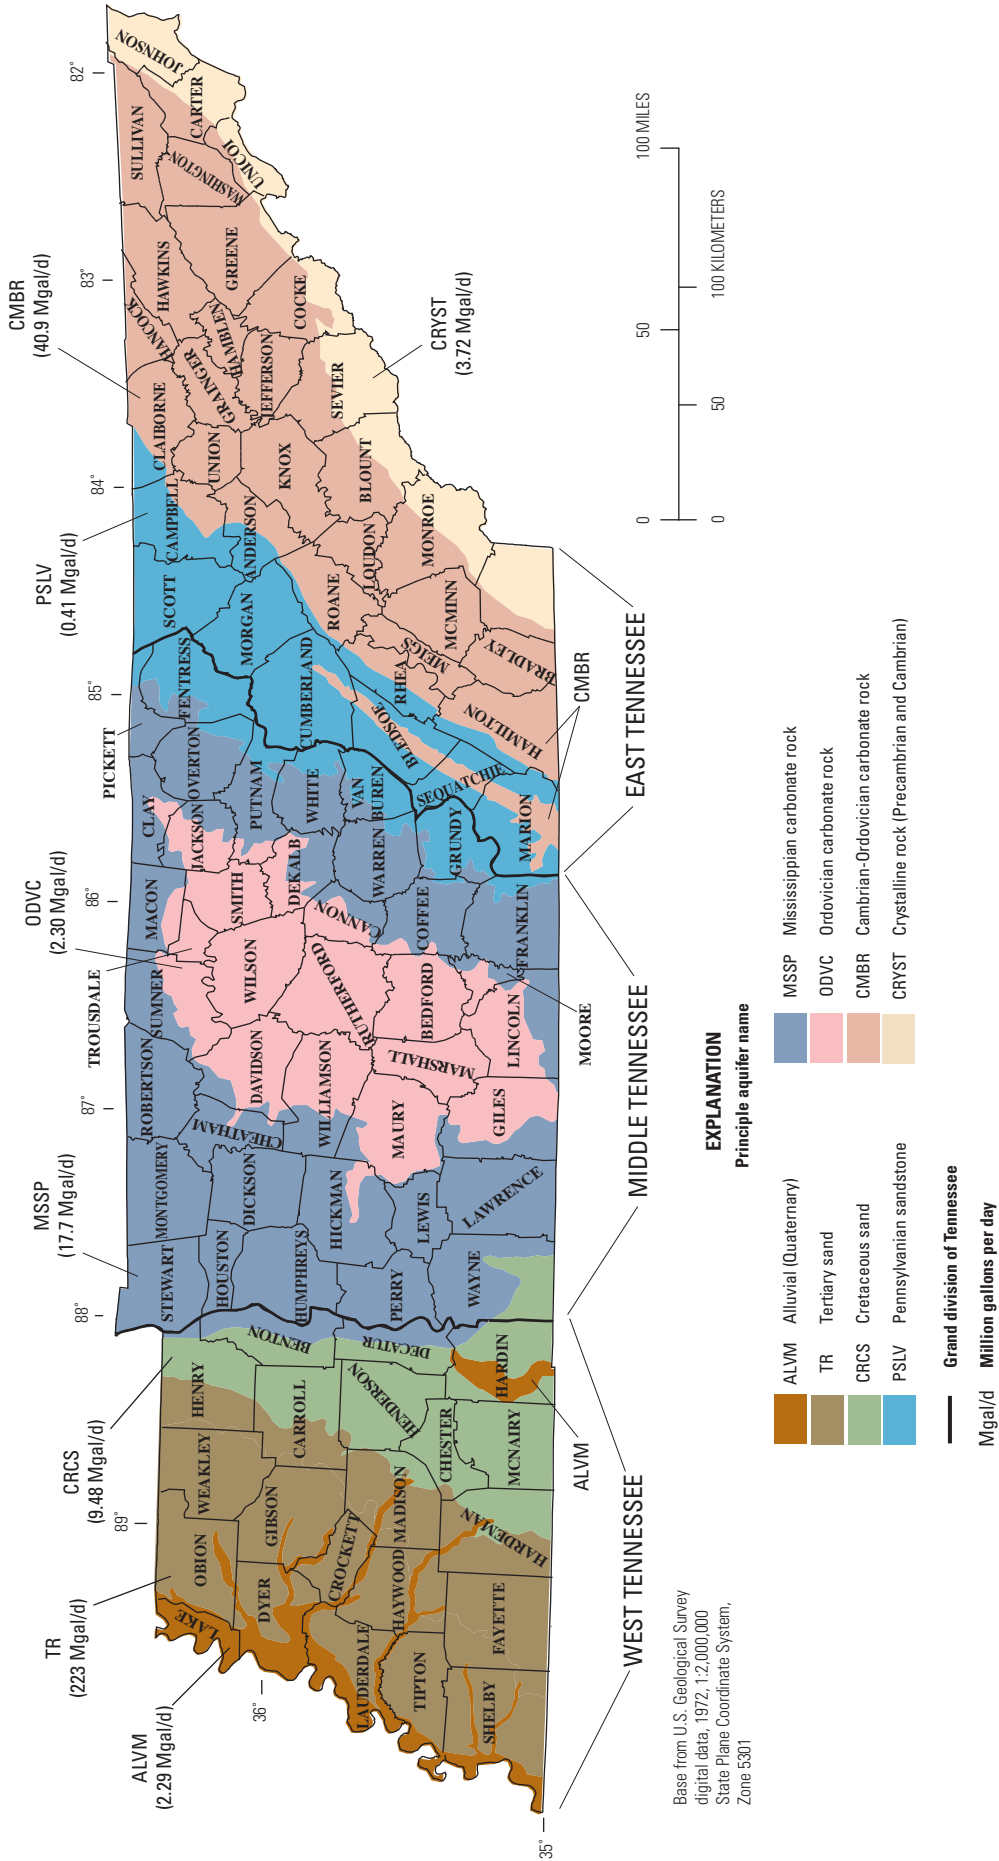 ALVM
(2.29 Mgal/d)
TR
(223 Mgal/d)
CRCS
(9.48 Mgal/d)
MSSP
(17.7 Mgal/d)
TROUSDALE
ODVC
(2.30 Mgal/d)
PICKETT
PSLV
(0.41 Mgal/d)
CMBR
(40.9 Mgal/d)
89°
88°
87°
86°
85°
84°
83°
82°
36°
35°
LAKE
OBION
WEAKLEY
HENRY
STEWART
MONTGOMERY
ROBERTSON
SUMNER
MACON
CLAY
FENTRESS
SCOTT
CAMPBELL
CLAIBORNE
HANCOCK
HAWKINS
SULLIVAN
JOHNSON
DYER
GIBSON
CARROLL
BENTON
HOUSTON
HUMPHREYS
DICKSON
CHEATHAM
DAVIDSON
WILSON
SMITH
JACKSON
OVERTON
PUTNAM
MORGAN
ANDERSON
UNION
GRAINGER
HAMBLEN
GREENE
WASHINGTON
CARTER
UNICOI
LAUDERDALE
CROCKETT
HAYWOOD
MADISON
HENDERSON
DECATUR
PERRY
HICKMAN
LEWIS
WILLIAMSON
MAURY
RUTHERFORD
CANNON
DEKALB
WHITE
VAN
BUREN
WARREN
CUMBERLAND
BLEDSOE
RHEA
ROANE
LOUDON
KNOX
JEFFERSON
COCKE
SEVIER
BLOUNT
MONROE
MCMINN
MEIGS
TIPTON
SHELBY
FAYETTE
HARDEMAN
CHESTER
MCNAIRY
HARDIN
WAYNE
LAWRENCE
GILES
MARSHALL
BEDFORD
LINCOLN
COFFEE
FRANKLIN
GRUNDY
SEQUATCHIE
MARION
HAMILTON
BRADLEY
CRYST
(3.72 Mgal/d)
ALVM
MOORE
CMBR
WEST TENNESSEE
MIDDLE TENNESSEE
EAST TENNESSEE
0
50
100 MILES
0
50
100 KILOMETERS
Base from U.S. Geological Survey
digital data, 1972, 1:2,000,000
State Plane Coordinate System,
Zone 5301
EXPLANATION
Principle aquifer name
ALVM Alluvial (Quaternary)
TR Tertiary sand
CRCS Cretaceous sand
PSLV Pennsylvanian sandstone
MSSP Mississippian carbonate rock
ODVC Ordovician carbonate rock
CMBR Cambrian-Ordovician carbonate rock
CRYST Crystalline rock (Precambrian and Cambrian)
Grand division of Tennessee
Mgal/d Million gallons per day